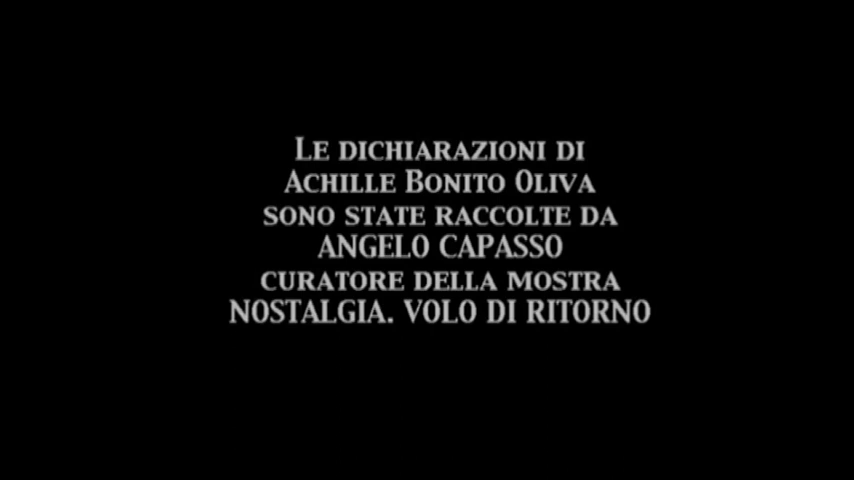 Le dichiarazioni di
Achille Bonito Oliva
sono state raccolte da
ANGELO CAPASSO
curatore della mostra
NOSTALGIA. VOLO DI RITORNO